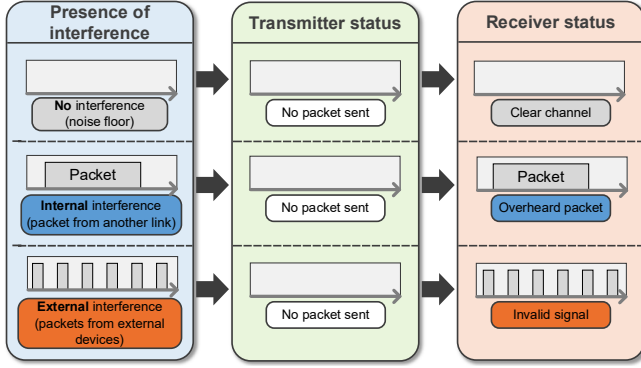 Presence of
interference
Transmitter status
Receiver status
No interference
(noise floor)
No packet sent
Clear channel
Packet
Internal interference
(packet from another link)
No packet sent
Packet
Overheard packet
External interference
(packets from external
devices)
No packet sent
Invalid signal